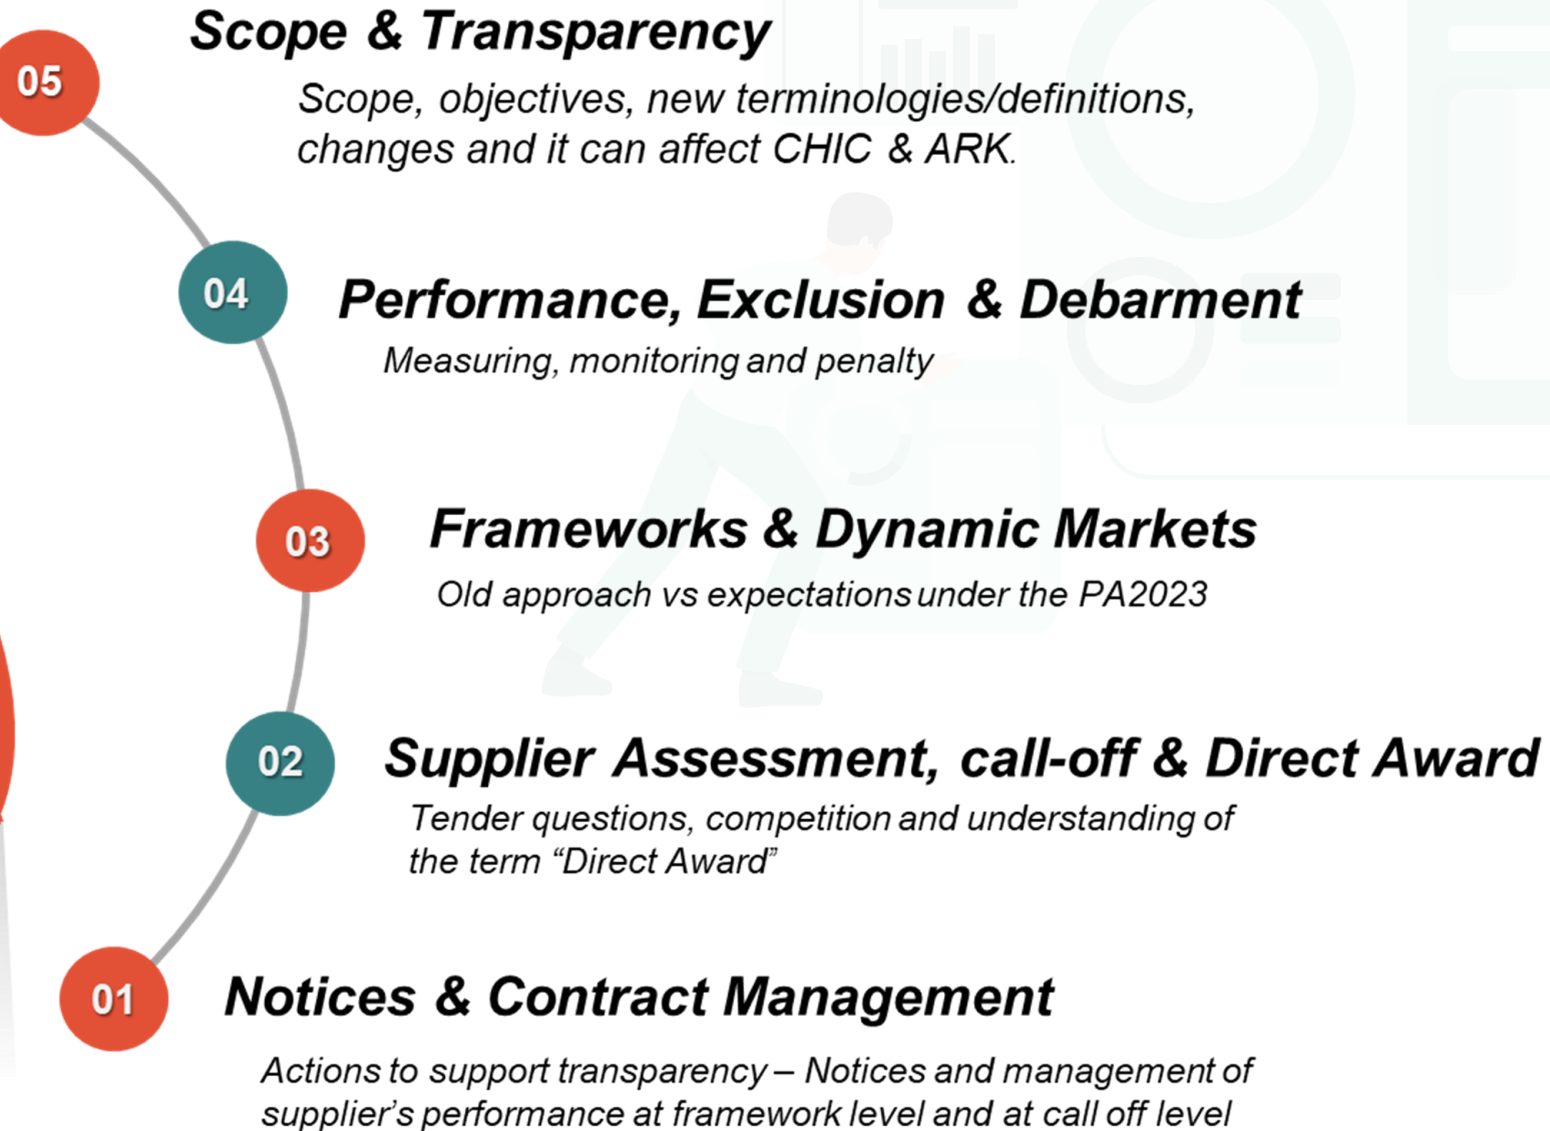 Scope & Transparency
05
Scope, objectives, new terminologies/definitions,
changes and it can affect CHIC & ARK.
04
Performance, Exclusion & Debarment
Measuring, monitoring and penalty
Frameworks & Dynamic Markets
03
Old approach vs expectations under the PA2023
02
Supplier Assessment, call-off & Direct Award
Tender questions, competition and understanding of
the term “Direct Award”
01
Notices & Contract Management
Actions to support transparency – Notices and management of
supplier’s performance at framework level and at call off level